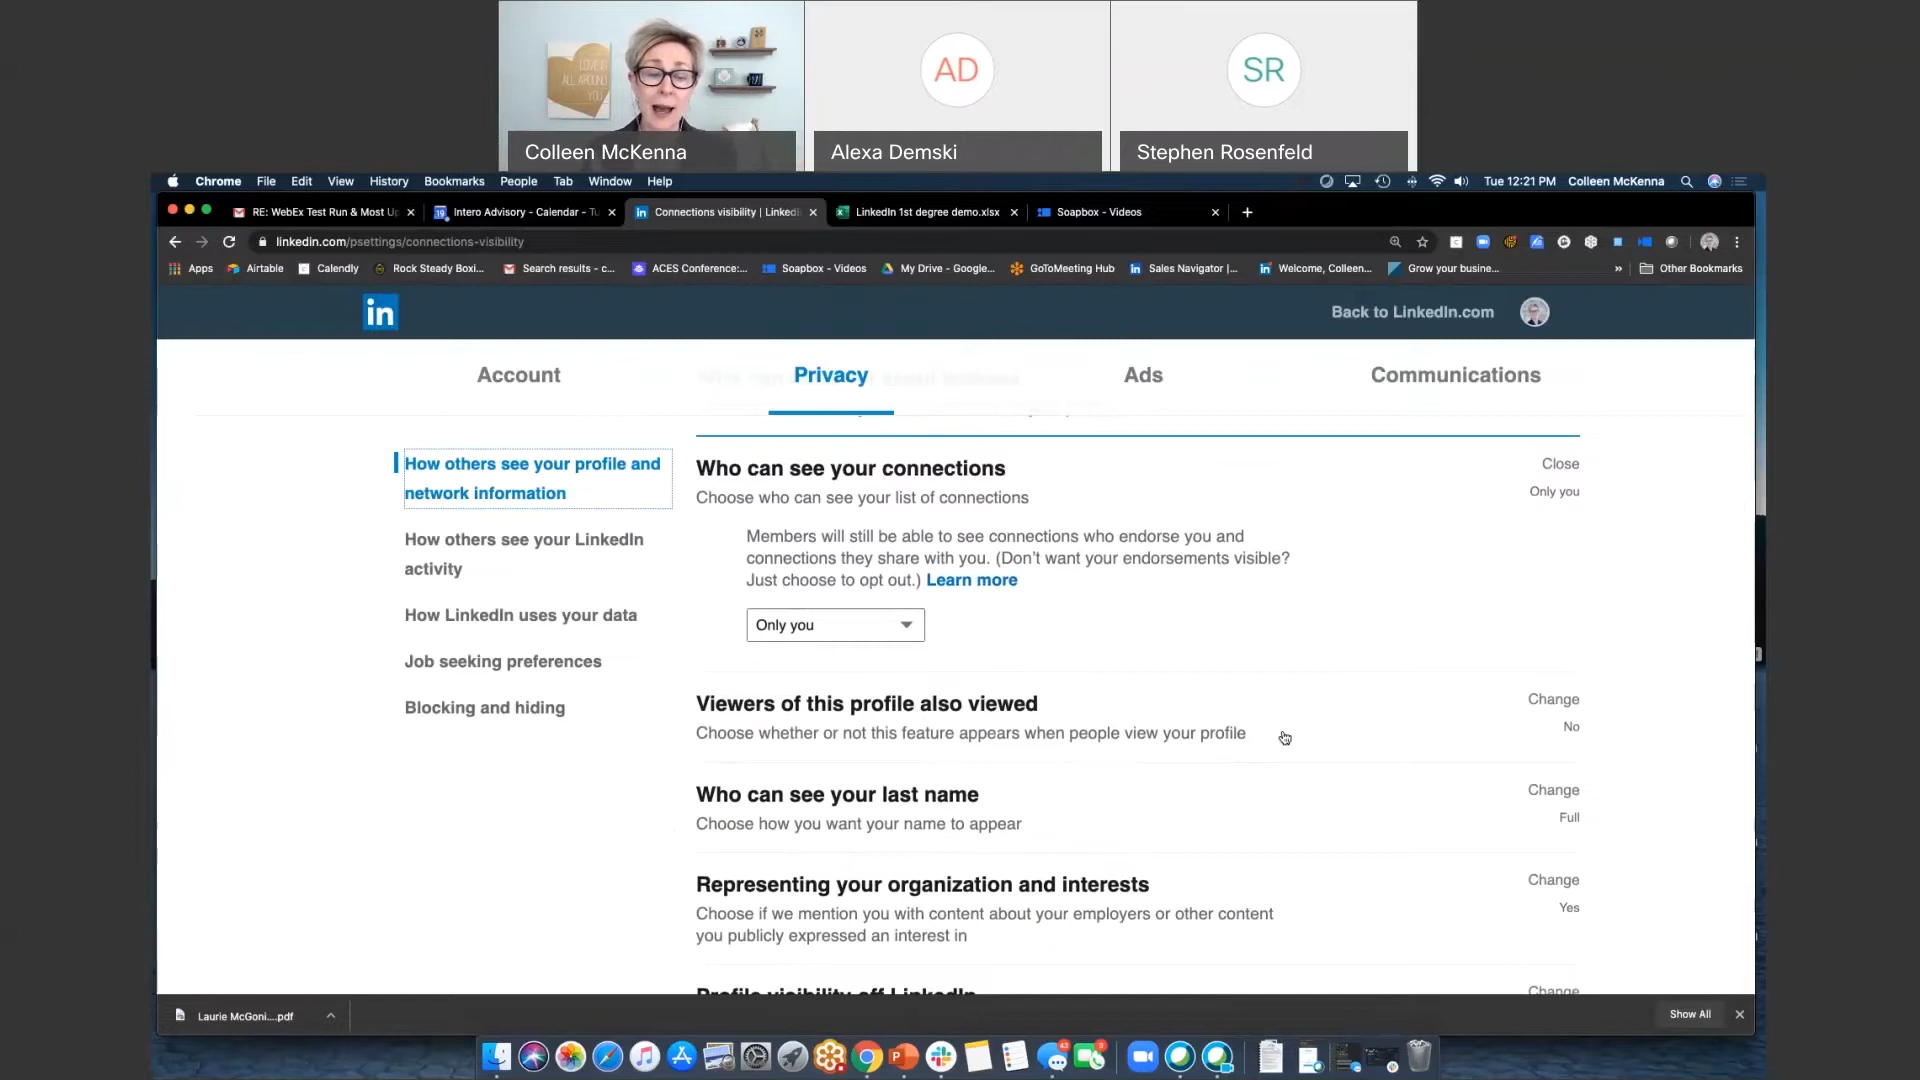 LOVE IS
ALL AROUND
YOU
AD
SR
Colleen McKenna
Alexa Demski
Stephen Rosenfeld
Chrome File Edit View History Bookmarks People Tab Window Help
Tue 12:21 PM Colleen McKenna
RE: WebEx Test Run & Most Up
Intero Advisory - Calendar - Tu
Connections visibility | LinkedI
LinkedIn 1st degree demo.xlsx
Soapbox - Videos
linkedin.com/psettings/connections-visibility
Apps
Airtable
Calendly
Rock Steady Boxi...
Search results - c...
ACES Conference:...
Soapbox - Videos
My Drive - Google...
GoToMeeting Hub
Sales Navigator |...
Welcome, Colleen...
Grow your busine...
»
Other Bookmarks
in
Back to LinkedIn.com
Account
Privacy
Ads
Communications
How others see your profile and
network information
How others see your LinkedIn
activity
How LinkedIn uses your data
Job seeking preferences
Blocking and hiding
Who can see your connections
Close
Choose who can see your list of connections
Only you
Members will still be able to see connections who endorse you and
connections they share with you. (Don't want your endorsements visible?
Just choose to opt out.) Learn more
Only you
Viewers of this profile also viewed
Change
Choose whether or not this feature appears when people view your profile
No
Who can see your last name
Change
Choose how you want your name to appear
Full
Representing your organization and interests
Change
Choose if we mention you with content about your employers or other content
you publicly expressed an interest in
Yes
Profile visibility off LinkedIn
Change
Laurie McGoni....pdf
Show All